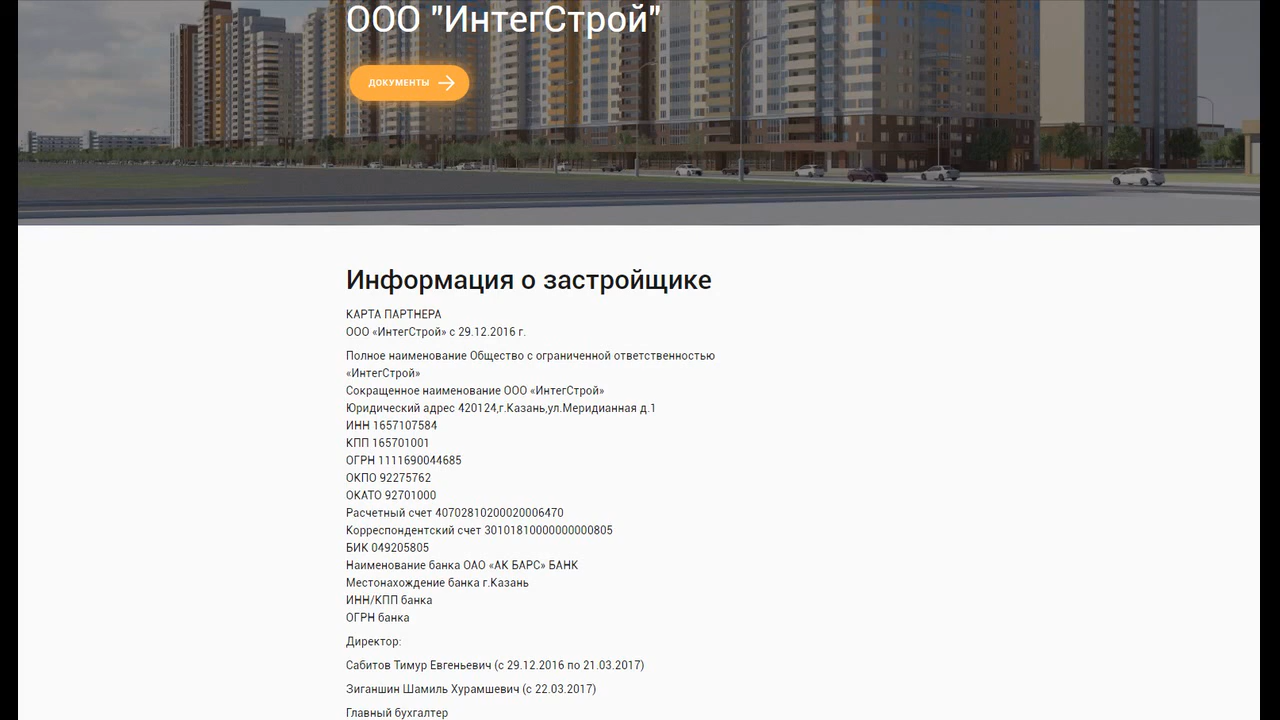 ООО "ИнтегСтрой"
ДОКУМЕНТЫ
Информация о застройщике
КАРТА ПАРТНЕРА
ООО «ИнтегСтрой» с 29.12.2016 г.
Полное наименование Общество с ограниченной ответственностью
«ИнтегСтрой»
Сокращенное наименование ООО «ИнтегСтрой»
Юридический адрес 420124,г.Казань,ул.Меридианная д.1
ИНН 1657107584
КПП 165701001
ОГРН 1111690044685
ОКПО 92275762
ОКАТО 92701000
Расчетный счет 40702810200020006470
Корреспондентский счет 30101810000000000805
БИК 049205805
Наименование банка ОАО «АК БАРС» БАНК
Местонахождение банка г.Казань
ИНН/КПП банка
ОГРН банка
Директор:
Сабитов Тимур Евгеньевич (с 29.12.2016 по 21.03.2017)
Зиганшин Шамиль Хурамшевич (с 22.03.2017)
Главный бухгалтер